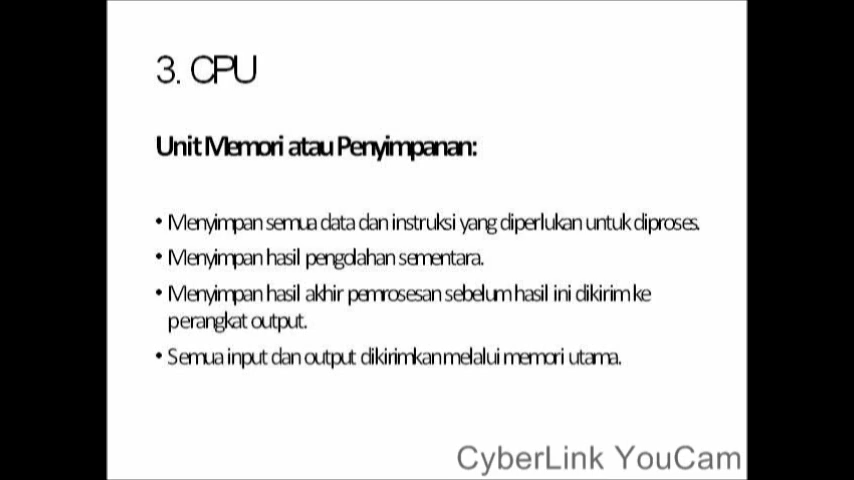 3. CPU
Unit Memori atau Penyimpanan:
• Menyimpan semua data dan instruksi yang diperlukan untuk diproses.
• Menyimpan hasil pengolahan sementara.
• Menyimpan hasil akhir pemrosesan sebelum hasil ini dikirim ke
perangkat output.
• Semua input dan output dikirimkan melalui memori utama.
CyberLink YouCam